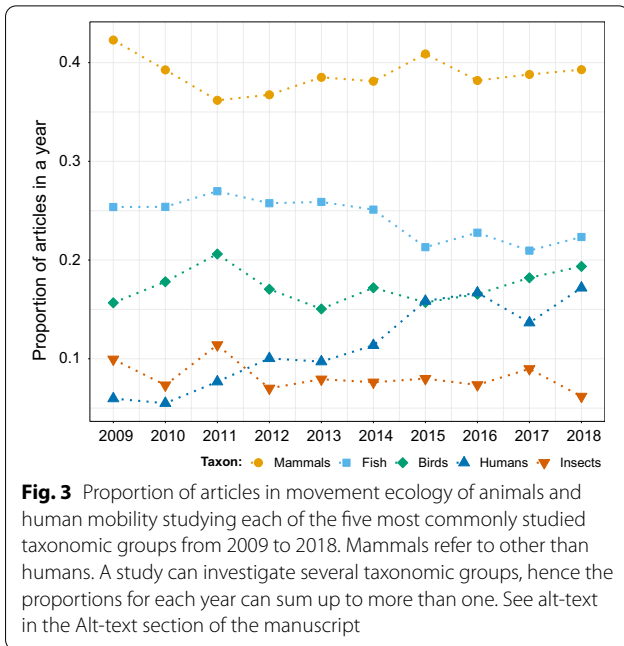 0.4
0.3
0.2
0.1
Proportion of articles in a year
2009 2010 2011 2012 2013 2014 2015 2016 2017 2018
Taxon: Mammals Fish Birds Humans Insects
Fig. 3 Proportion of articles in movement ecology of animals and
human mobility studying each of the five most commonly studied
taxonomic groups from 2009 to 2018. Mammals refer to other than
humans. A study can investigate several taxonomic groups, hence the
proportions for each year can sum up to more than one. See alt-text
in the Alt-text section of the manuscript